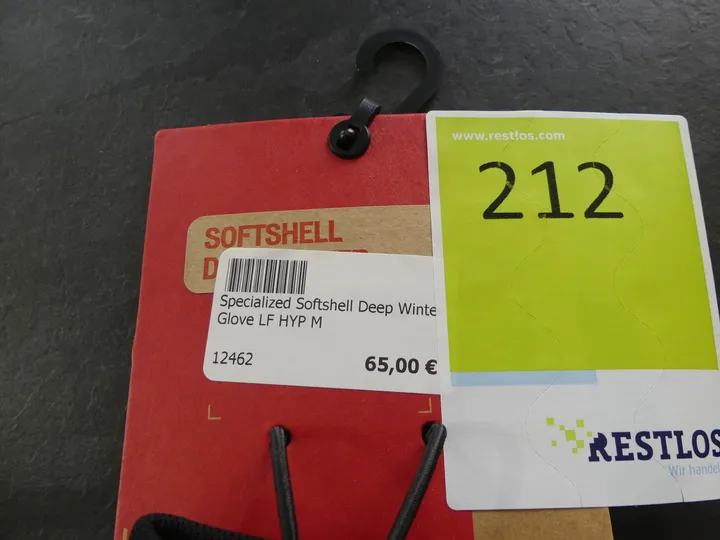 www.restlos.com
212
SOFTSHELL
Specialized Softshell Deep Winte
Glove LF HYP M
12462
65,00 €
RESTLOS
Wir handel